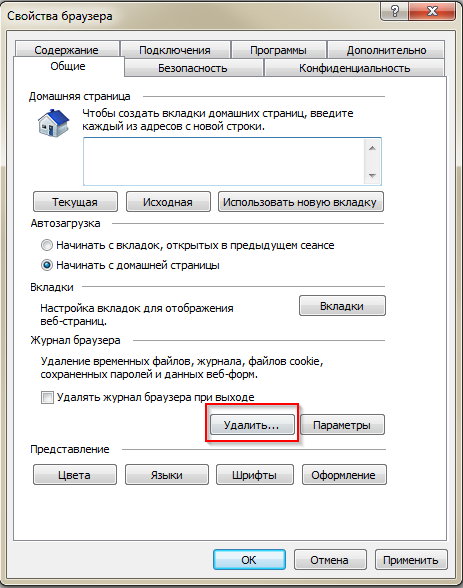 Свойства браузера
Содержание Подключения Программы Дополнительно
Общие Безопасность Конфиденциальность
Домашняя страница
Чтобы создать вкладки домашних страниц, введите
каждый из адресов с новой строки.
Текущая Исходная Использовать новую вкладку
Автозагрузка
Начинать с вкладок, открытых в предыдущем сеансе
Начинать с домашней страницы
Вкладки
Настройка вкладок для отображения
веб-страниц.
Вкладки
Журнал браузера
Удаление временных файлов, журнала, файлов cookie,
сохраненных паролей и данных веб-форм.
Удалять журнал браузера при выходе
Удалить... Параметры
Представление
Цвета Языки Шрифты Оформление
ОК Отмена Применить